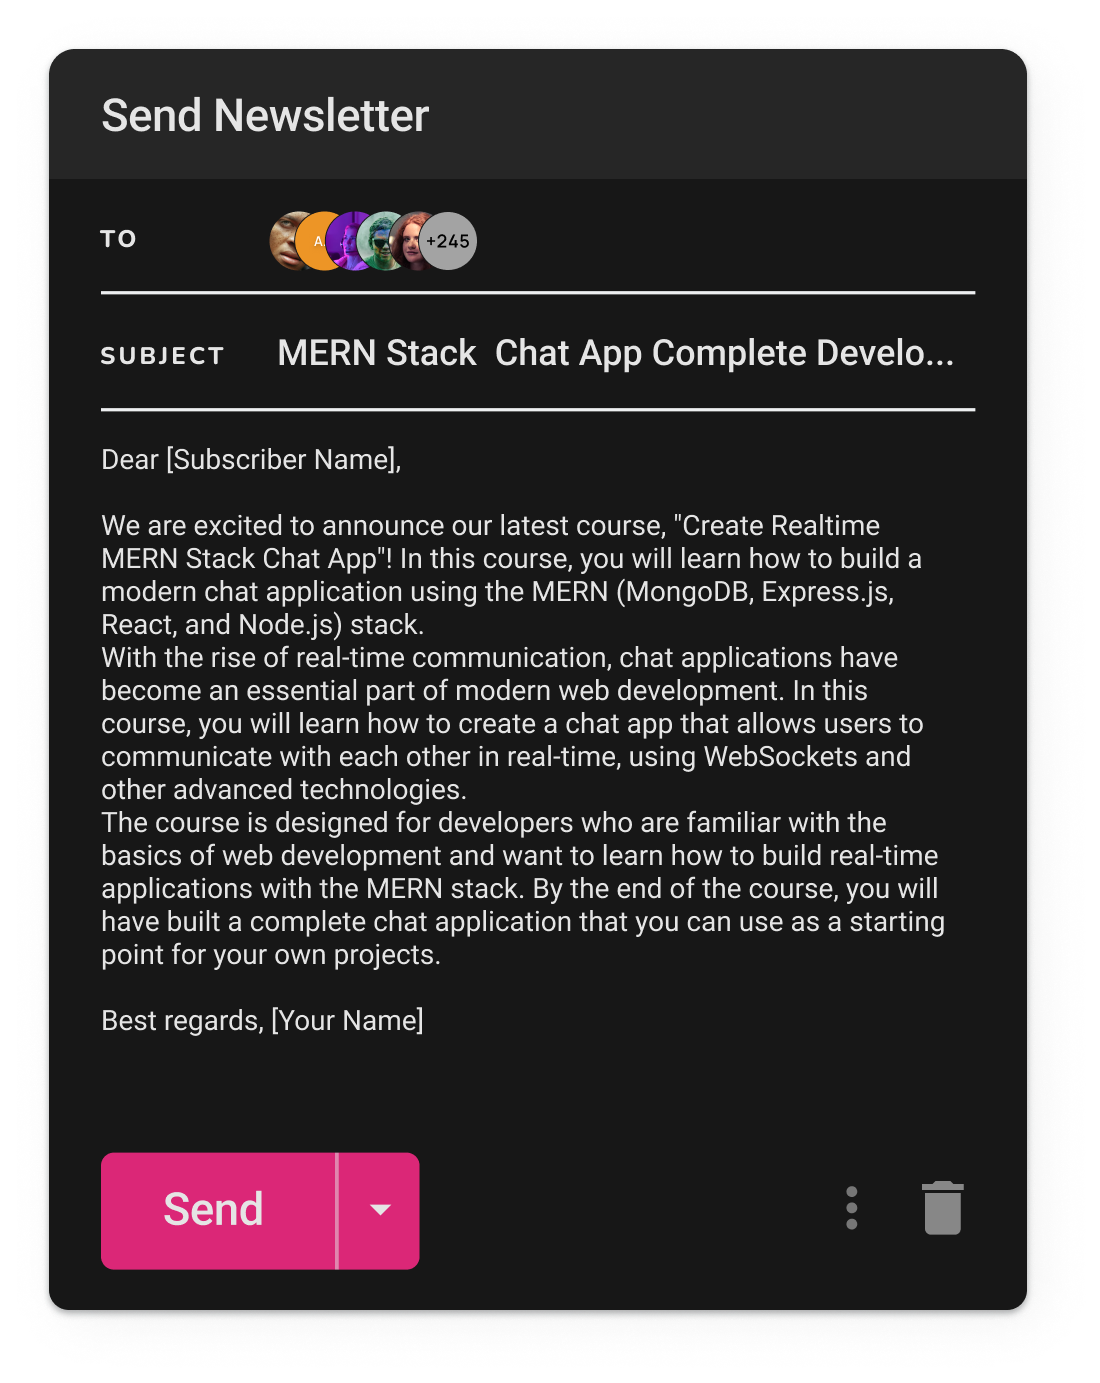 Send Newsletter
TO
A. +245
SUBJECT MERN Stack  Chat App Complete Develo...
Dear [Subscriber Name],
We are excited to announce our latest course, "Create Realtime
MERN Stack Chat App"! In this course, you will learn how to build a
modern chat application using the MERN (MongoDB, Express.js,
React, and Node.js) stack.
With the rise of real-time communication, chat applications have
become an essential part of modern web development. In this
course, you will learn how to create a chat app that allows users to
communicate with each other in real-time, using WebSockets and
other advanced technologies.
The course is designed for developers who are familiar with the
basics of web development and want to learn how to build real-time
applications with the MERN stack. By the end of the course, you will
have built a complete chat application that you can use as a starting
point for your own projects.
Best regards, [Your Name]
Send